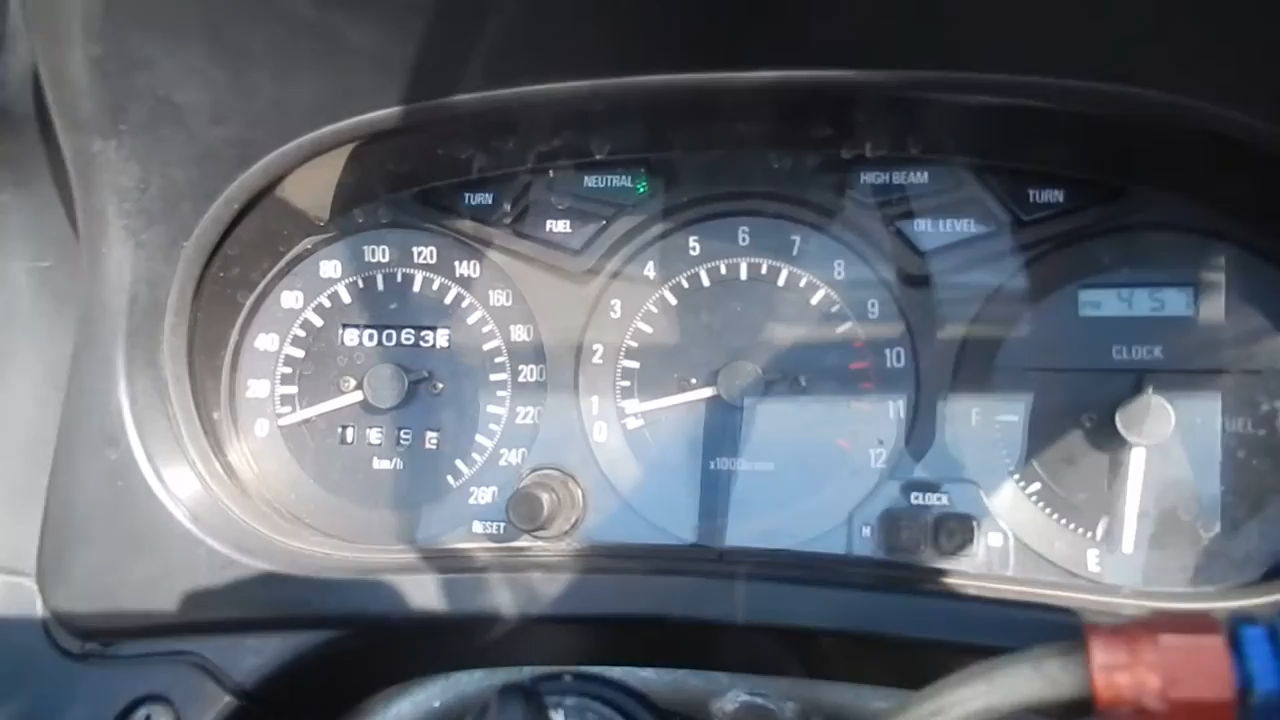 NEUTRAL
HIGH BEAM
TURN
TURN
FUEL
OIL LEVEL
0 20 40 60 80 100 120 140 160 180 200 220 240 260
km/h
RESET
0 1 2 3 4 5 6 7 8 9 10 11 12
CLOCK
F
FUEL
E
CLOCK
H